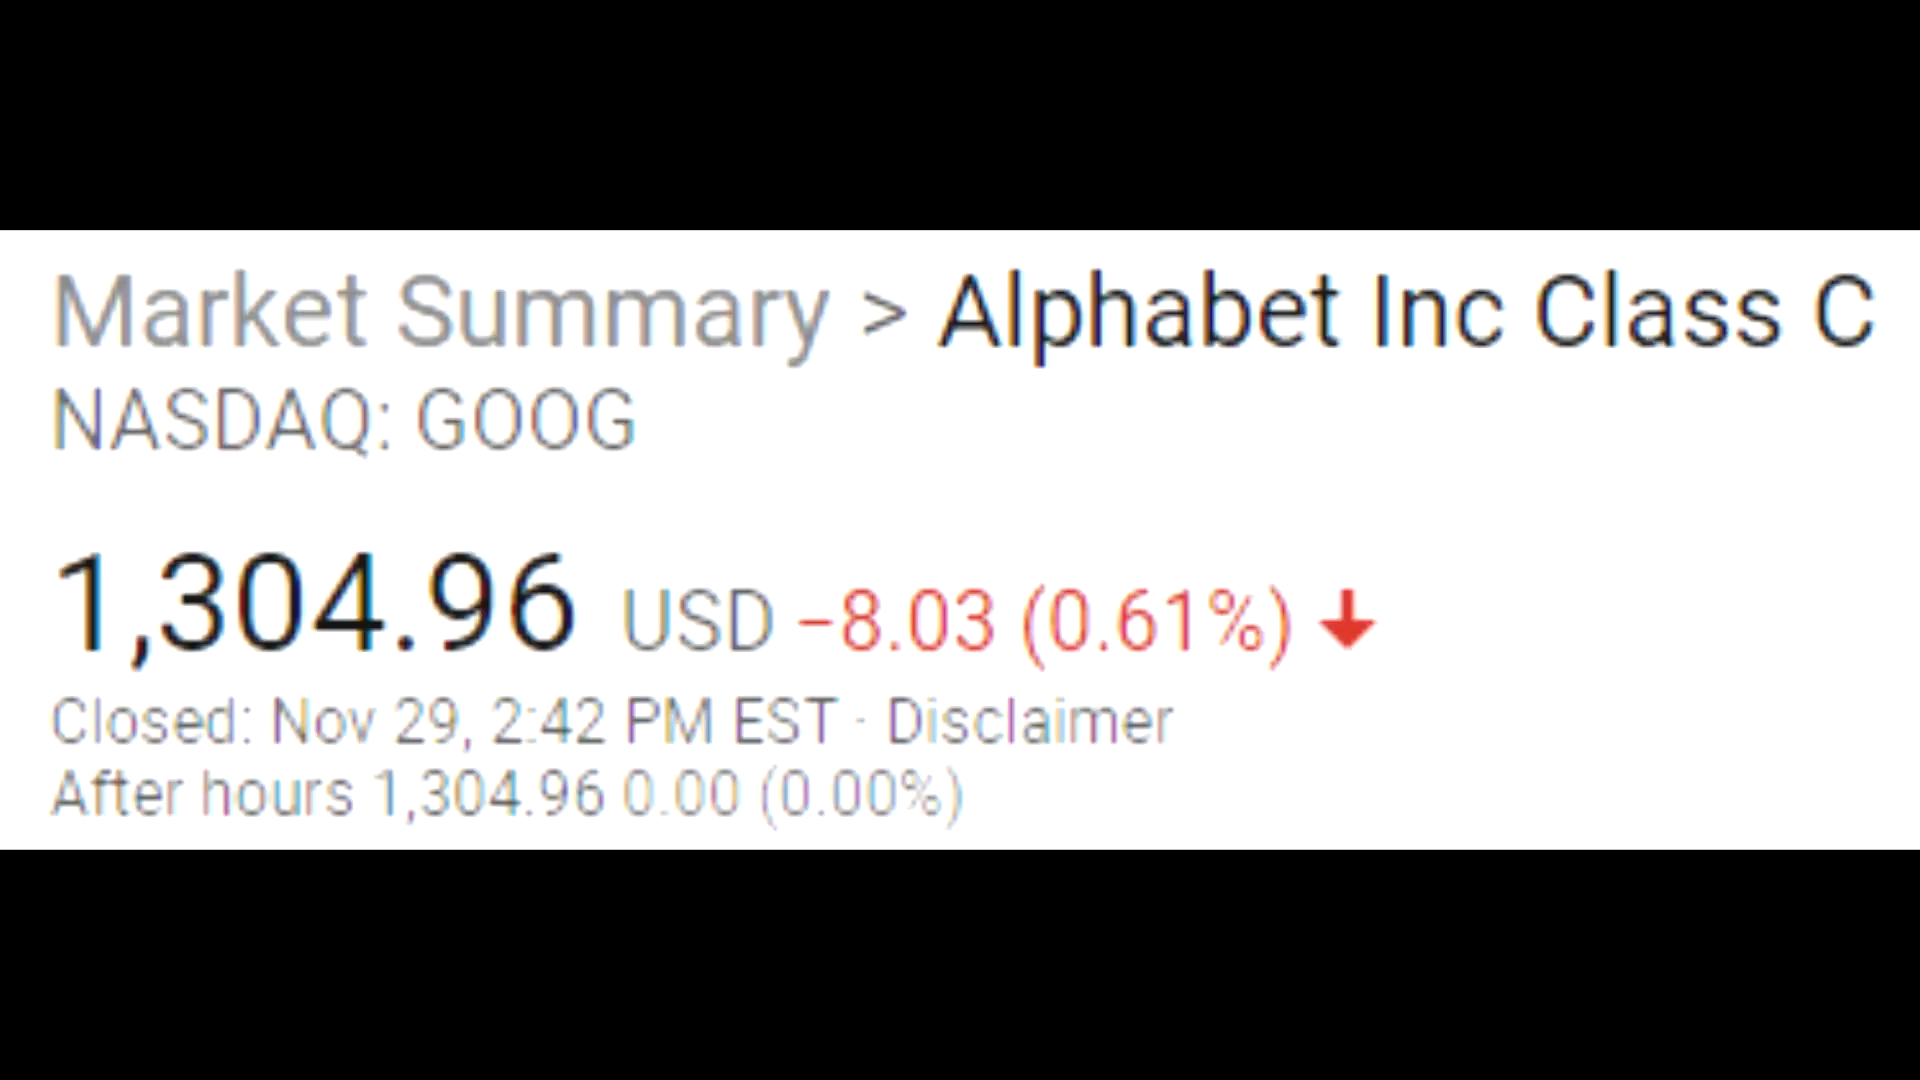 Market Summary > Alphabet Inc Class C
NASDAQ: GOOG
1,304.96 USD −8.03 (0.61%) ↓
Closed: Nov 29, 2:42 PM EST · Disclaimer
After hours 1,304.96 0.00 (0.00%)